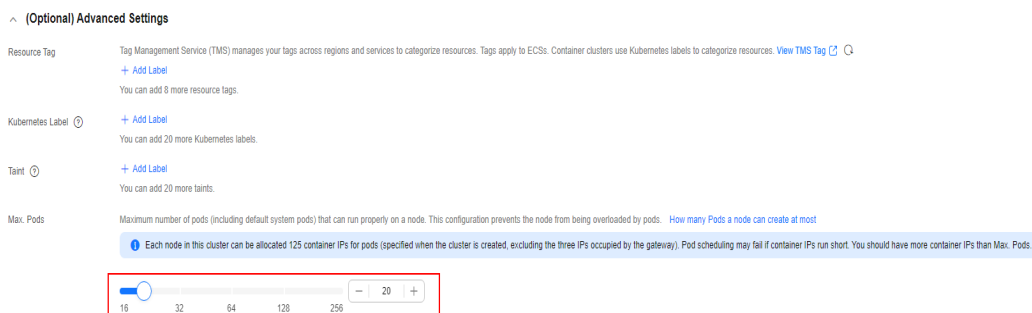 (Optional) Advanced Settings
Resource Tag
Tag Management Service (TMS) manages your tags across regions and services to categorize resources. Tags apply to ECSs. Container clusters use Kubernetes labels to categorize resources. View TMS Tag
+ Add Label
You can add 8 more resource tags.
Kubernetes Label ?
+ Add Label
You can add 20 more Kubernetes labels.
Taint ?
+ Add Label
You can add 20 more taints.
Max. Pods
Maximum number of pods (including default system pods) that can run properly on a node. This configuration prevents the node from being overloaded by pods. How many Pods a node can create at most
Each node in this cluster can be allocated 125 container IPs for pods (specified when the cluster is created, excluding the three IPs occupied by the gateway). Pod scheduling may fail if container IPs run short. You should have more container IPs than Max. Pods.
− 20 +
16 32 64 128 256